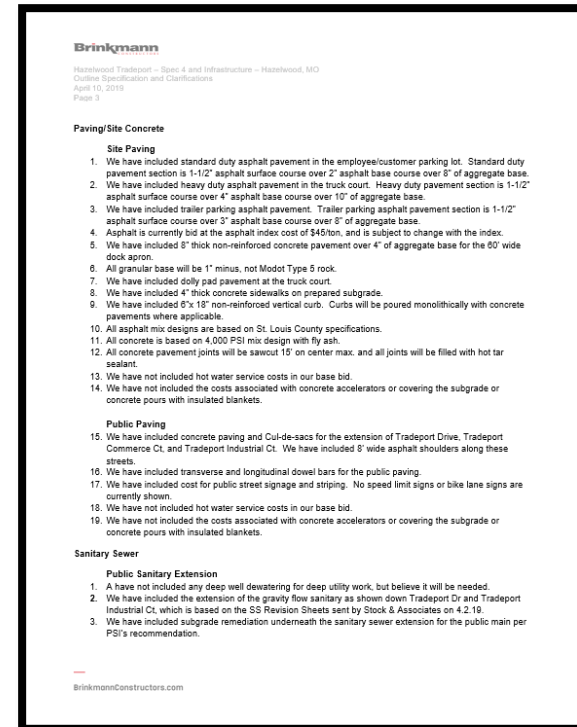 Brinkmann
CONSTRUCTORS
Hazelwood Tradeport – Spec 4 and Infrastructure – Hazelwood, MO
Outline Specification and Clarifications
April 10, 2019
Page 3
Paving/Site Concrete
Site Paving
1. We have included standard duty asphalt pavement in the employee/customer parking lot. Standard duty
pavement section is 1-1/2" asphalt surface course over 2" asphalt base course over 8" of aggregate base.
2. We have included heavy duty asphalt pavement in the truck court. Heavy duty pavement section is 1-1/2"
asphalt surface course over 4" asphalt base course over 10" of aggregate base.
3. We have included trailer parking asphalt pavement. Trailer parking asphalt pavement section is 1-1/2"
asphalt surface course over 3" asphalt base course over 8" of aggregate base.
4. Asphalt is currently bid at the asphalt index cost of $45/ton, and is subject to change with the index.
5. We have included 8" thick non-reinforced concrete pavement over 4" of aggregate base for the 60' wide
dock apron.
6. All granular base will be 1" minus, not Modot Type 5 rock.
7. We have included dolly pad pavement at the truck court.
8. We have included 4" thick concrete sidewalks on prepared subgrade.
9. We have included 6"x 18" non-reinforced vertical curb. Curbs will be poured monolithically with concrete
pavements where applicable.
10. All asphalt mix designs are based on St. Louis County specifications.
11. All concrete is based on 4,000 PSI mix design with fly ash.
12. All concrete pavement joints will be sawcut 15' on center max. and all joints will be filled with hot tar
sealant.
13. We have not included hot water service costs in our base bid.
14. We have not included the costs associated with concrete accelerators or covering the subgrade or
concrete pours with insulated blankets.
Public Paving
15. We have included concrete paving and Cul-de-sacs for the extension of Tradeport Drive, Tradeport
Commerce Ct, and Tradeport Industrial Ct. We have included 8' wide asphalt shoulders along these
streets.
16. We have included transverse and longitudinal dowel bars for the public paving.
17. We have included cost for public street signage and striping. No speed limit signs or bike lane signs are
currently shown.
18. We have not included hot water service costs in our base bid.
19. We have not included the costs associated with concrete accelerators or covering the subgrade or
concrete pours with insulated blankets.
Sanitary Sewer
Public Sanitary Extension
1. A have not included any deep well dewatering for deep utility work, but believe it will be needed.
2. We have included the extension of the gravity flow sanitary as shown down Tradeport Dr and Tradeport
Industrial Ct, which is based on the SS Revision Sheets sent by Stock & Associates on 4.2.19.
3. We have included subgrade remediation underneath the sanitary sewer extension for the public main per
PSI's recommendation.
BrinkmannConstructors.com